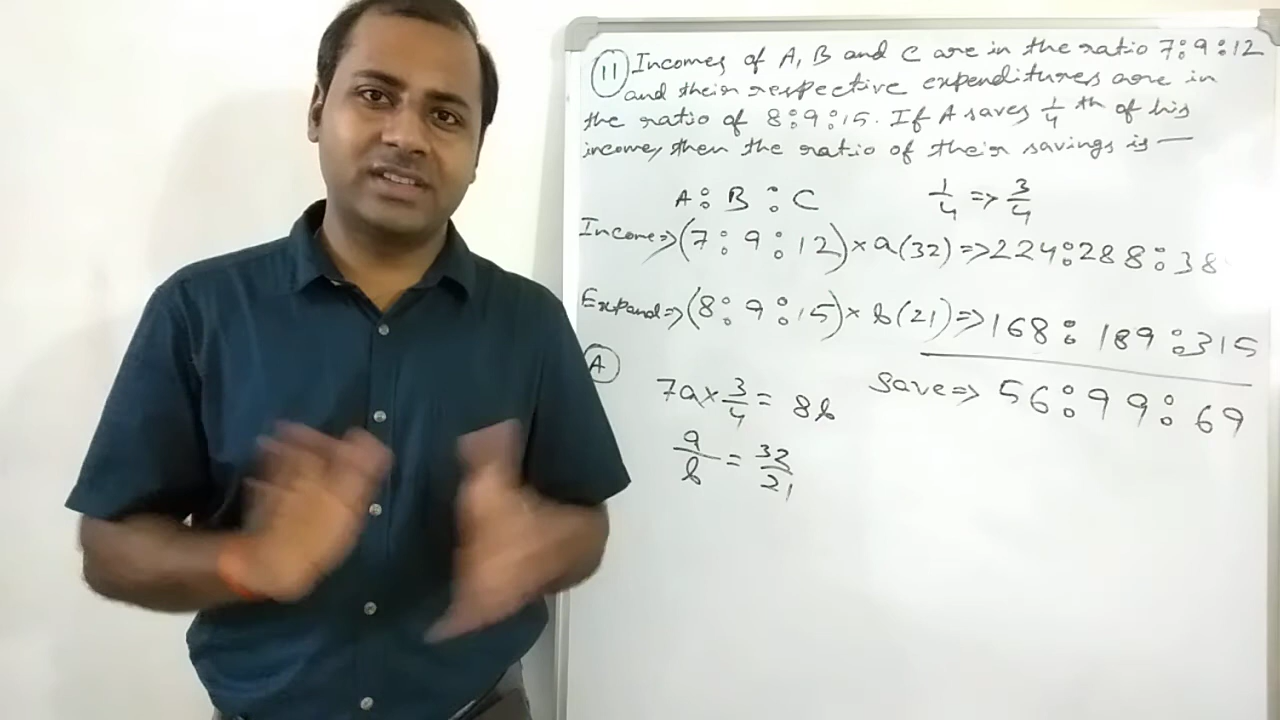 11 Incomes of A, B and C are in the ratio 7:9:12
and their respective expenditures are in
the ratio of 8:9:15. If A saves 1/4 th of his
income, then the ratio of their savings is —
A : B : C 1/4 => 3/4
Income=> (7 : 9 : 12) × a(32) => 224:288:38
Expand=> (8 : 9 : 15) × b(21) => 168 : 189 : 315
A
7a × 3/4 = 8b Save=> 56:99:69
a/b = 32/21